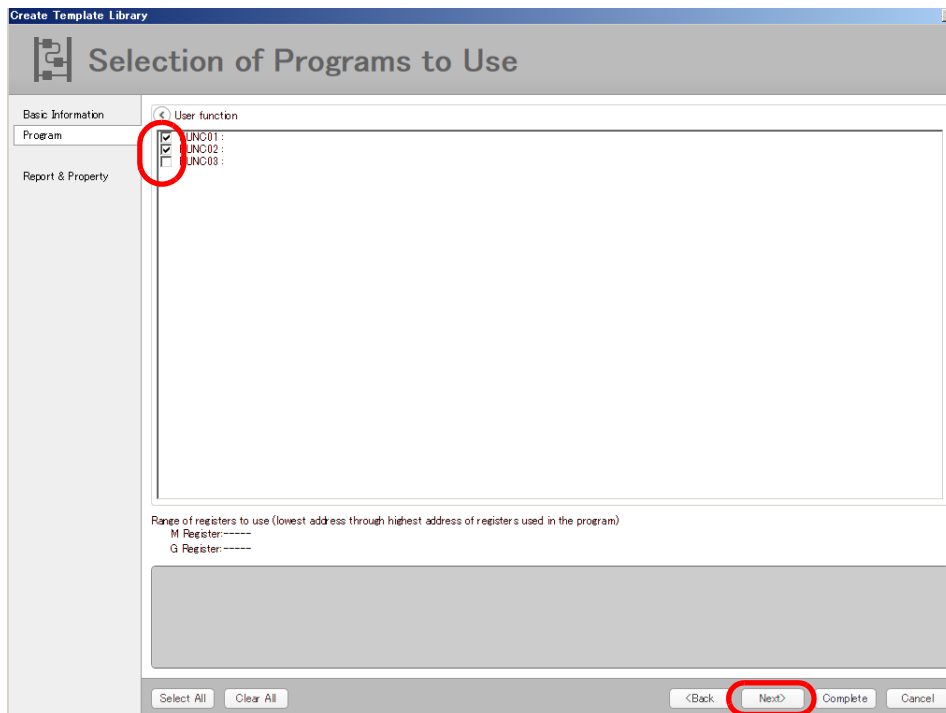 Create Template Library
Selection of Programs to Use
Basic Information
Program
Report & Property
User function
FUNC01 :
FUNC02 :
FUNC03 :
Range of registers to use (lowest address through highest address of registers used in the program)
M Register:-----
G Register:-----
Select All
Clear All
<Back
Next>
Complete
Cancel